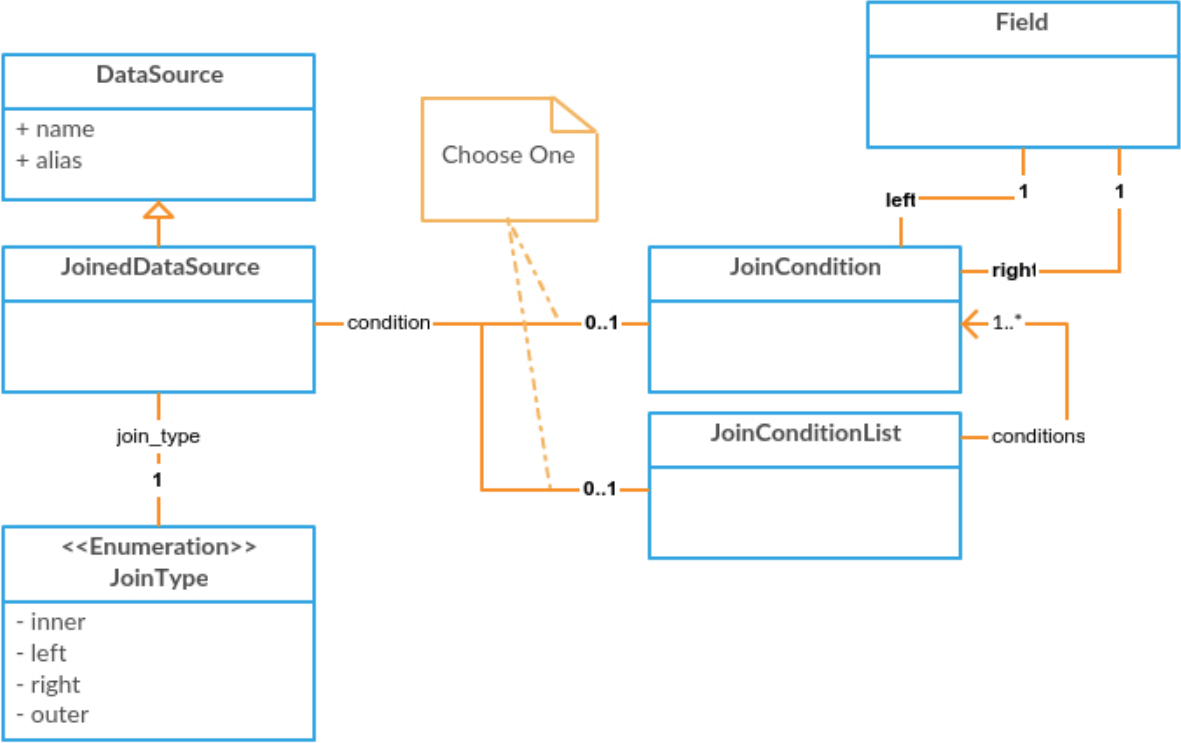 Field
DataSource
+ name
+ alias
Choose One
1
1
left
JoinedDataSource
JoinCondition
right
condition
0..1
1..*
join_type
JoinConditionList
conditions
1
0..1
<<Enumeration>>
JoinType
- inner
- left
- right
- outer